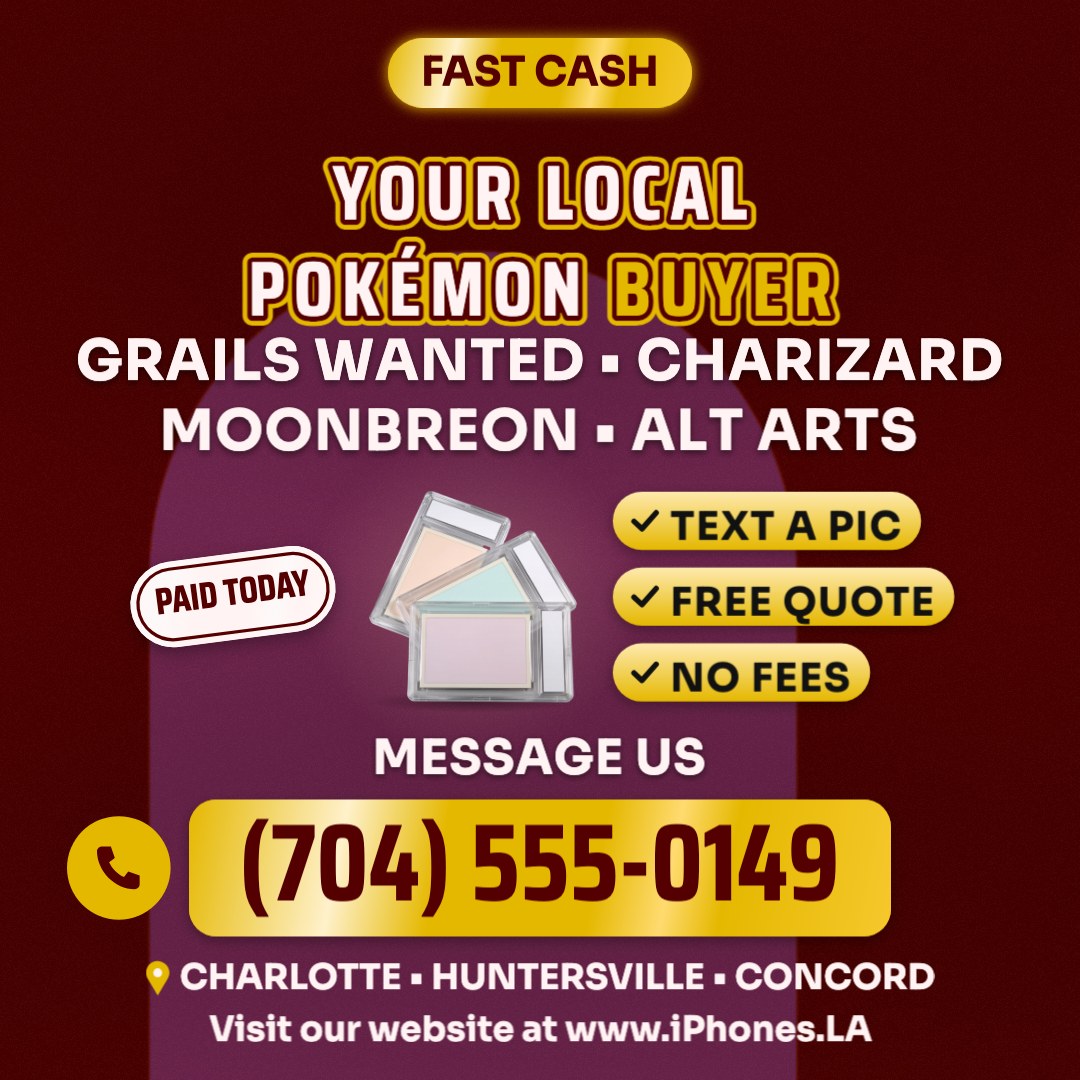 FAST CASH
YOUR LOCAL
POKÉMON BUYER
GRAILS WANTED ▪ CHARIZARD
MOONBREON ▪ ALT ARTS
PAID TODAY
✓ TEXT A PIC
✓ FREE QUOTE
✓ NO FEES
MESSAGE US
(704) 555-0149
CHARLOTTE ▪ HUNTERSVILLE ▪ CONCORD
Visit our website at www.iPhones.LA